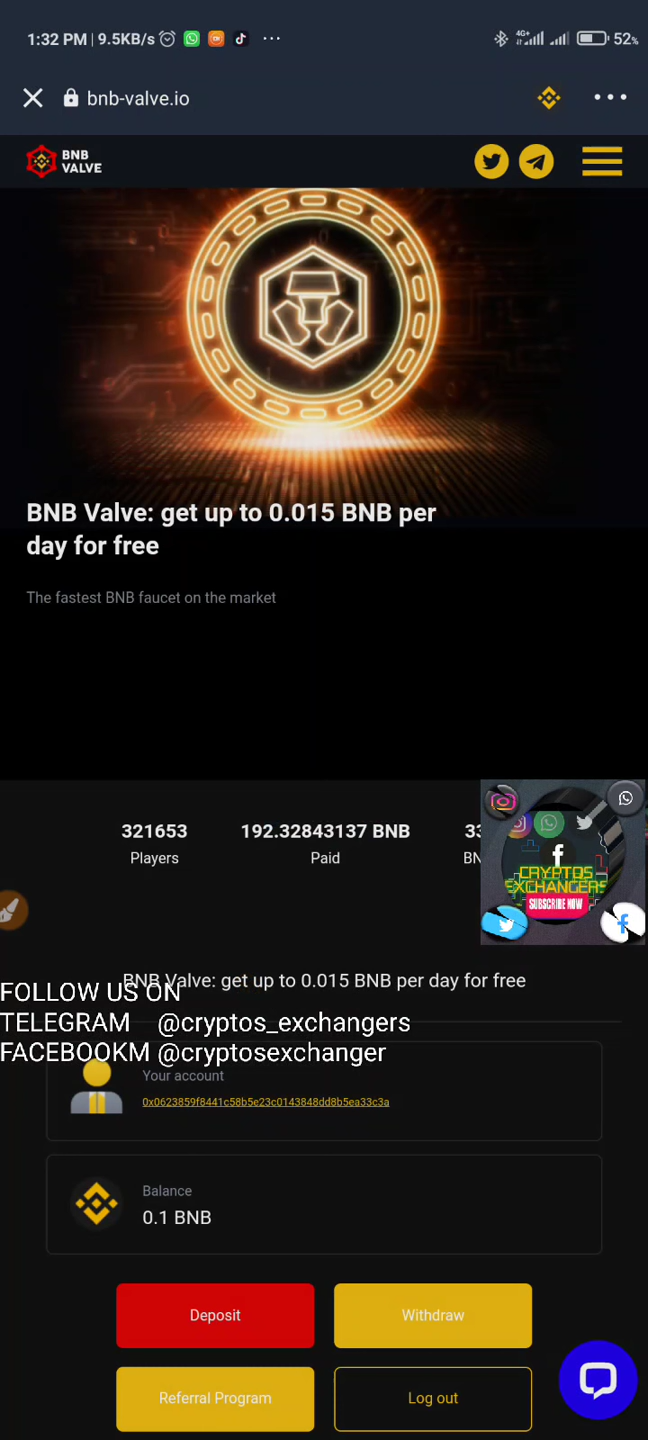 1:32 PM | 9.5KB/s
4G+ 52%
bnb-valve.io
BNB
VALVE
BNB Valve: get up to 0.015 BNB per
day for free
The fastest BNB faucet on the market
321653
Players
192.32843137 BNB
Paid
33
BN
CRYPTOS
EXCHANGERS
SUBSCRIBE NOW
BNB Valve: get up to 0.015 BNB per day for free
FOLLOW US ON
TELEGRAM @cryptos_exchangers
FACEBOOKM @cryptosexchanger
Your account
0x0623859f8441c58b5e23c0143848dd8b5ea33c3a
Balance
0.1 BNB
Deposit
Withdraw
Referral Program
Log out